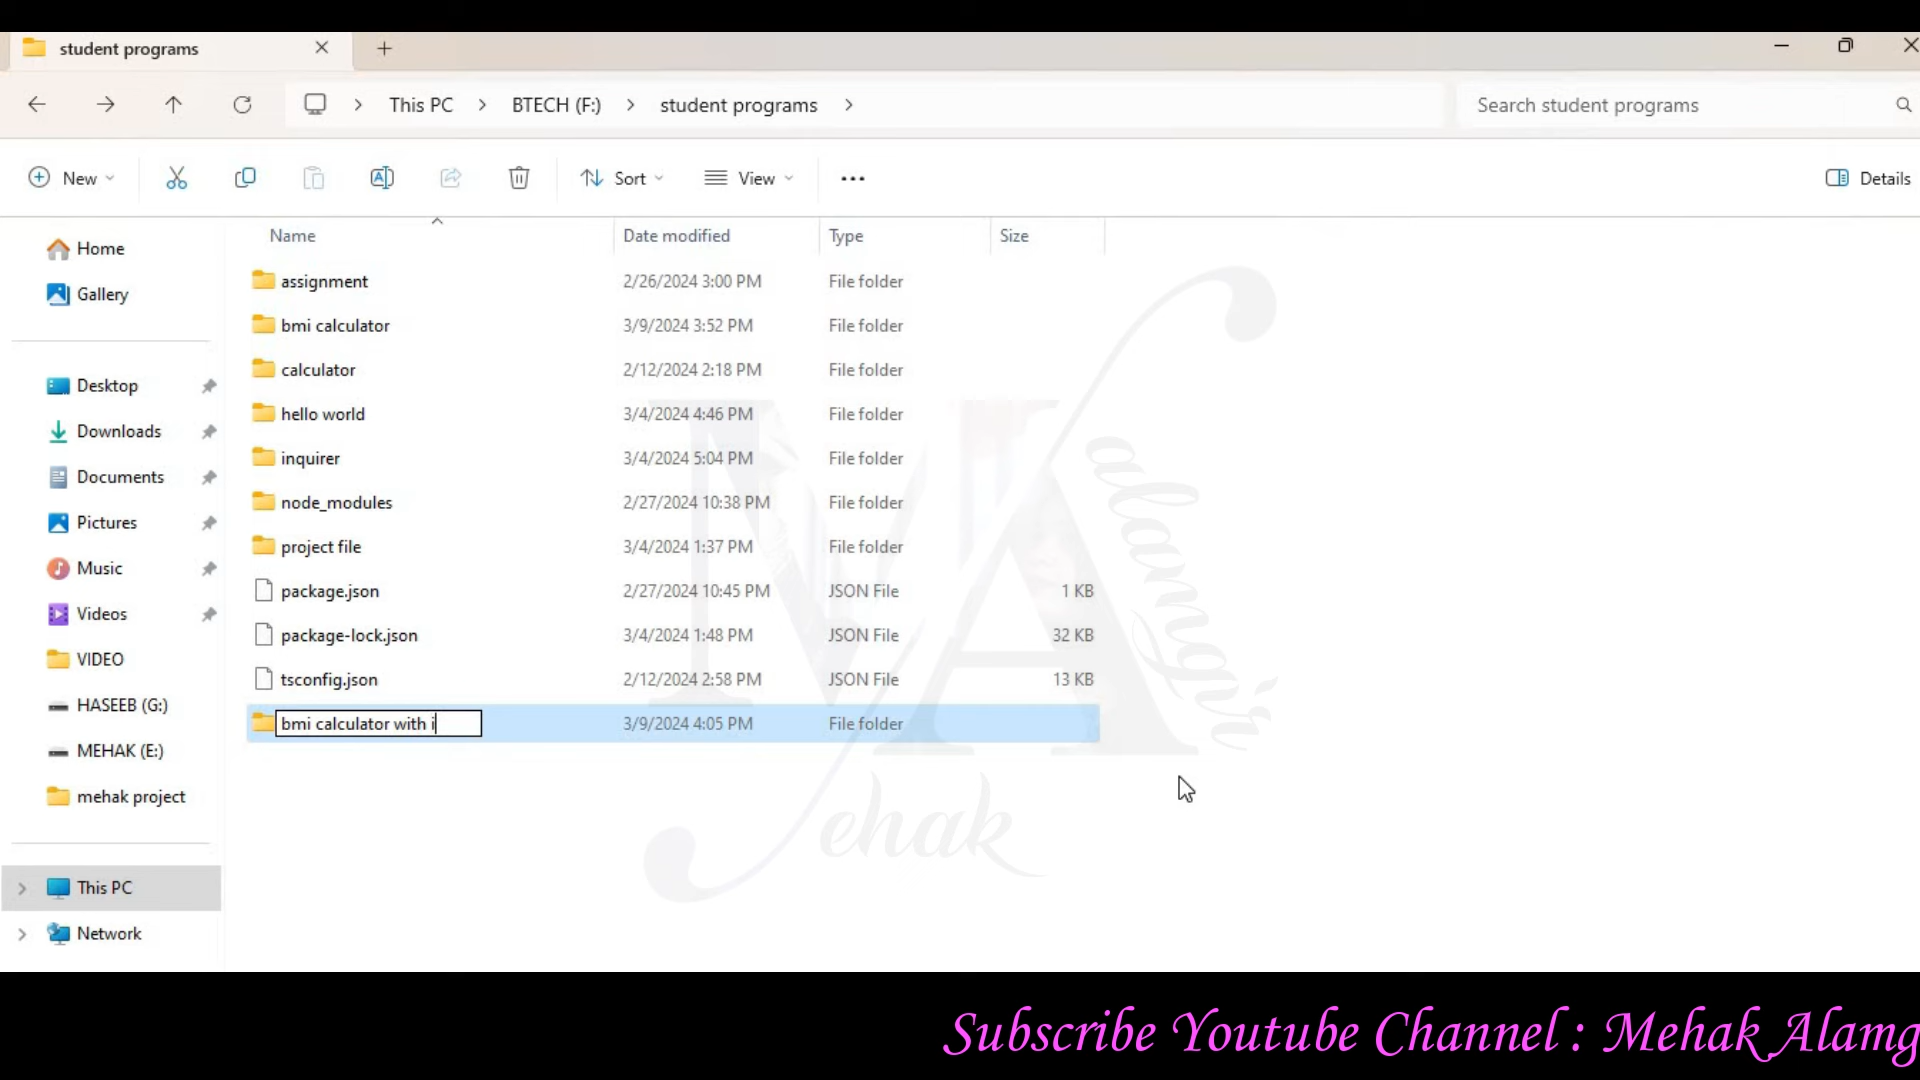 student programs
This PC > BTECH (F:) > student programs >
Search student programs
New
Sort
View
Details
Name Date modified Type Size
Home
Gallery
Desktop
Downloads
Documents
Pictures
Music
Videos
VIDEO
HASEEB (G:)
MEHAK (E:)
mehak project
This PC
Network
assignment 2/26/2024 3:00 PM File folder
bmi calculator 3/9/2024 3:52 PM File folder
calculator 2/12/2024 2:18 PM File folder
hello world 3/4/2024 4:46 PM File folder
inquirer 3/4/2024 5:04 PM File folder
node_modules 2/27/2024 10:38 PM File folder
project file 3/4/2024 1:37 PM File folder
package.json 2/27/2024 10:45 PM JSON File 1 KB
package-lock.json 3/4/2024 1:48 PM JSON File 32 KB
tsconfig.json 2/12/2024 2:58 PM JSON File 13 KB
bmi calculator with i 3/9/2024 4:05 PM File folder
MA
alamgir
ehak
Subscribe Youtube Channel : Mehak Alamg